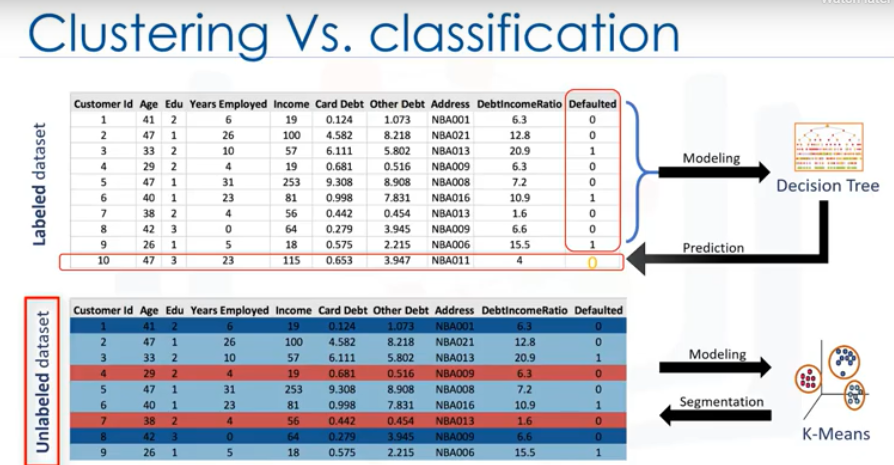 Clustering Vs. classification
Labeled dataset
Customer Id Age Edu Years Employed Income Card Debt Other Debt Address DebtIncomeRatio Defaulted
1 41 2 6 19 0.124 1.073 NBA001 6.3 0
2 47 1 26 100 4.582 8.218 NBA021 12.8 0
3 33 2 10 57 6.111 5.802 NBA013 20.9 1
4 29 2 4 19 0.681 0.516 NBA009 6.3 0
5 47 1 31 253 9.308 8.908 NBA008 7.2 0
6 40 1 23 81 0.998 7.831 NBA016 10.9 1
7 38 2 4 56 0.442 0.454 NBA013 1.6 0
8 42 3 0 64 0.279 3.945 NBA009 6.6 0
9 26 1 5 18 0.575 2.215 NBA006 15.5 1
10 47 3 23 115 0.653 3.947 NBA011 4 0
Modeling
Decision Tree
Prediction
Unlabeled dataset
Customer Id Age Edu Years Employed Income Card Debt Other Debt Address DebtIncomeRatio Defaulted
1 41 2 6 19 0.124 1.073 NBA001 6.3 0
2 47 1 26 100 4.582 8.218 NBA021 12.8 0
3 33 2 10 57 6.111 5.802 NBA013 20.9 1
4 29 2 4 19 0.681 0.516 NBA009 6.3 0
5 47 1 31 253 9.308 8.908 NBA008 7.2 0
6 40 1 23 81 0.998 7.831 NBA016 10.9 1
7 38 2 4 56 0.442 0.454 NBA013 1.6 0
8 42 3 0 64 0.279 3.945 NBA009 6.6 0
9 26 1 5 18 0.575 2.215 NBA006 15.5 1
Modeling
Segmentation
K-Means